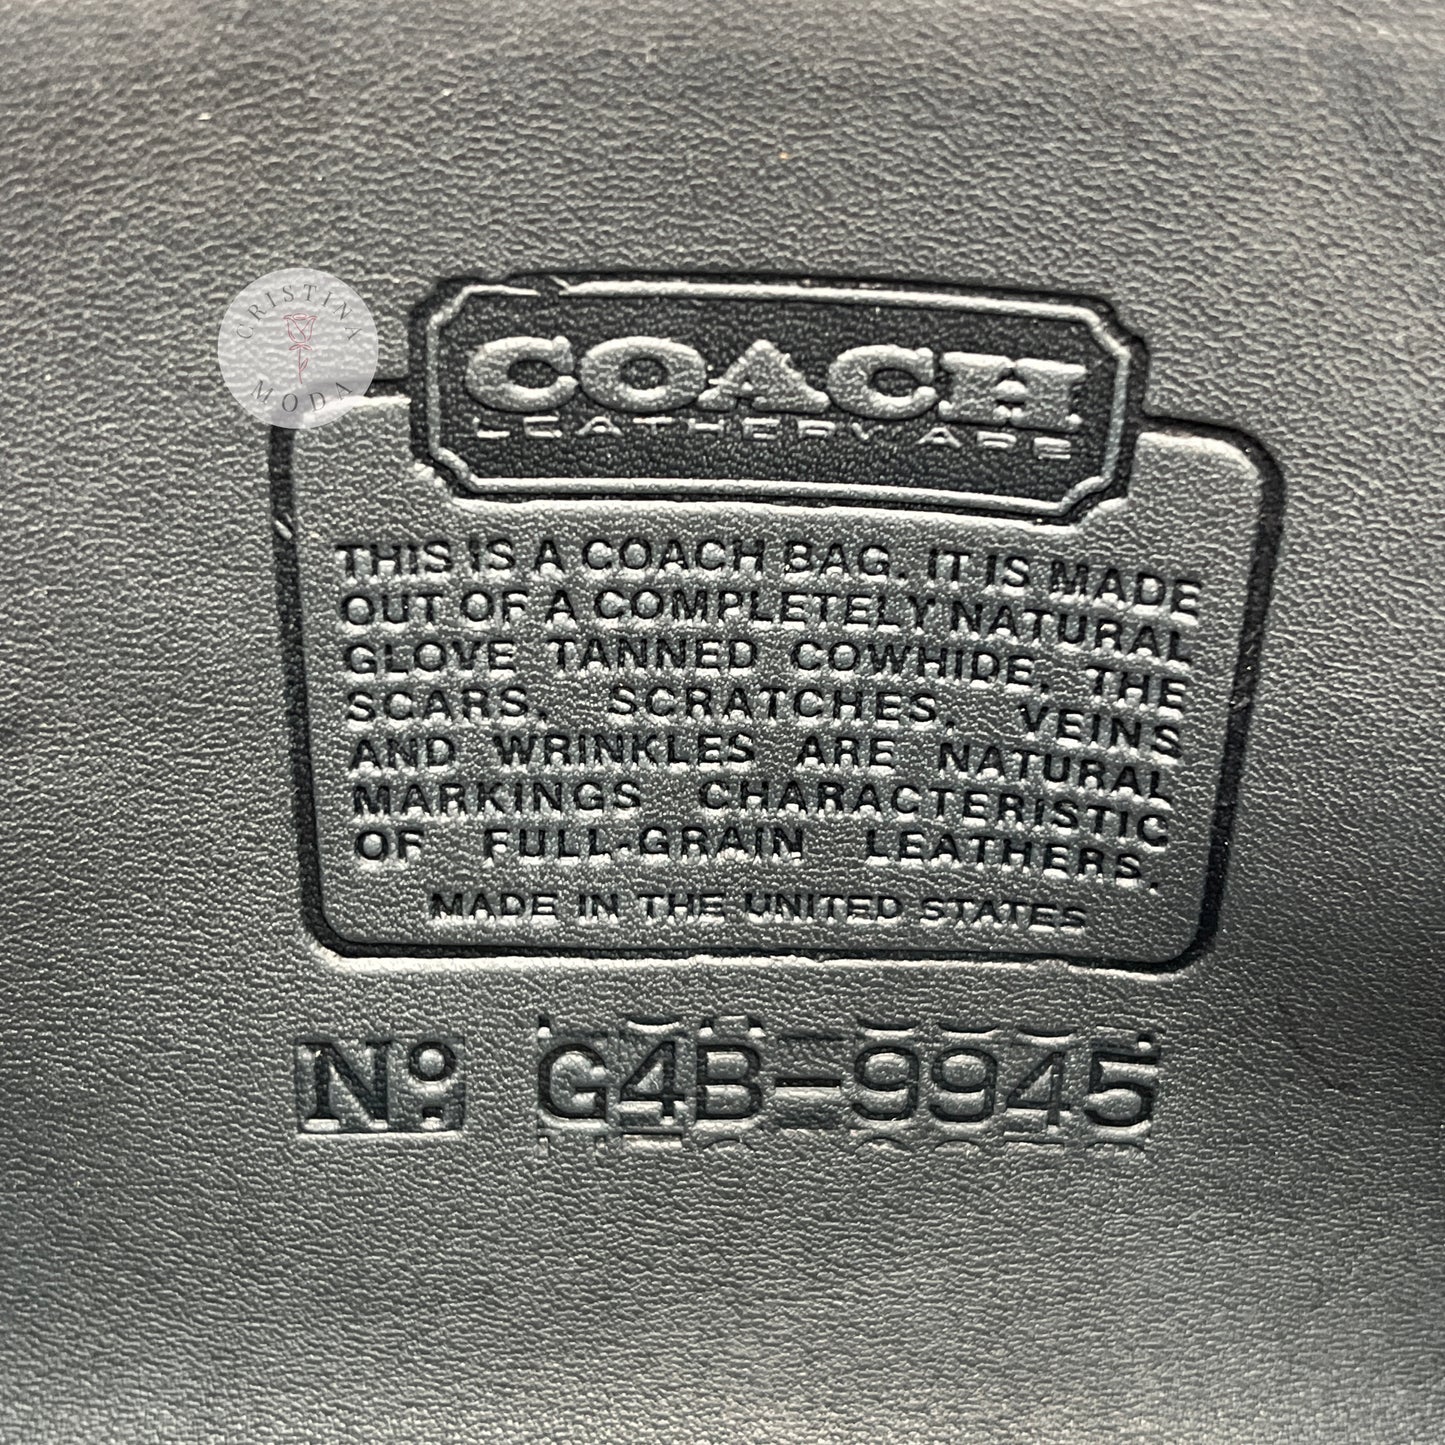 CRISTINA
MODA
COACH
LEATHERWARE
THIS IS A COACH BAG. IT IS MADE
OUT OF A COMPLETELY NATURAL
GLOVE TANNED COWHIDE, THE
SCARS, SCRATCHES, VEINS
AND WRINKLES ARE NATURAL
MARKINGS CHARACTERISTIC
OF FULL-GRAIN LEATHERS.
MADE IN THE UNITED STATES
No. G4B-9945